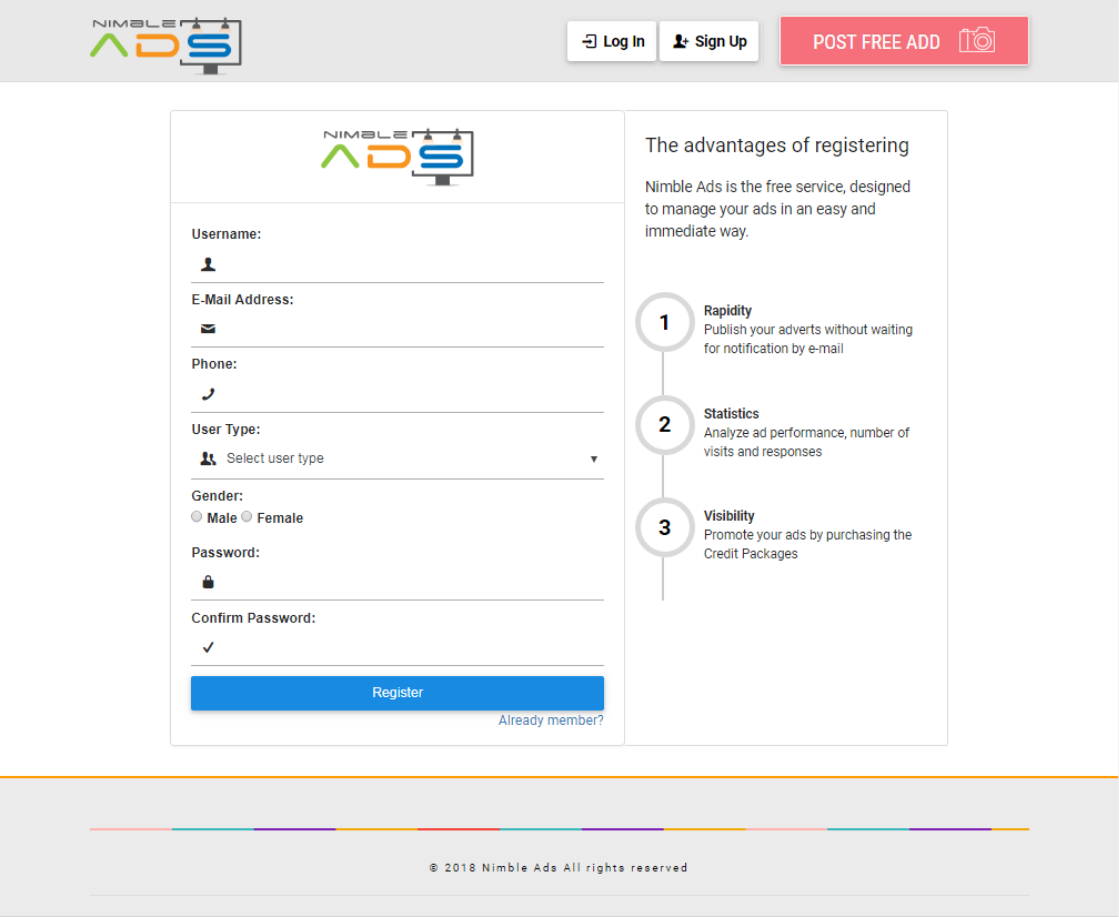 NIMBLE
ADS
Log In
Sign Up
POST FREE ADD
NIMBLE
ADS
Username:
E-Mail Address:
Phone:
User Type:
Select user type
Gender:
Male Female
Password:
Confirm Password:
Register
Already member?
The advantages of registering
Nimble Ads is the free service, designed
to manage your ads in an easy and
immediate way.
1
Rapidity
Publish your adverts without waiting
for notification by e-mail
2
Statistics
Analyze ad performance, number of
visits and responses
3
Visibility
Promote your ads by purchasing the
Credit Packages
© 2018 Nimble Ads All rights reserved